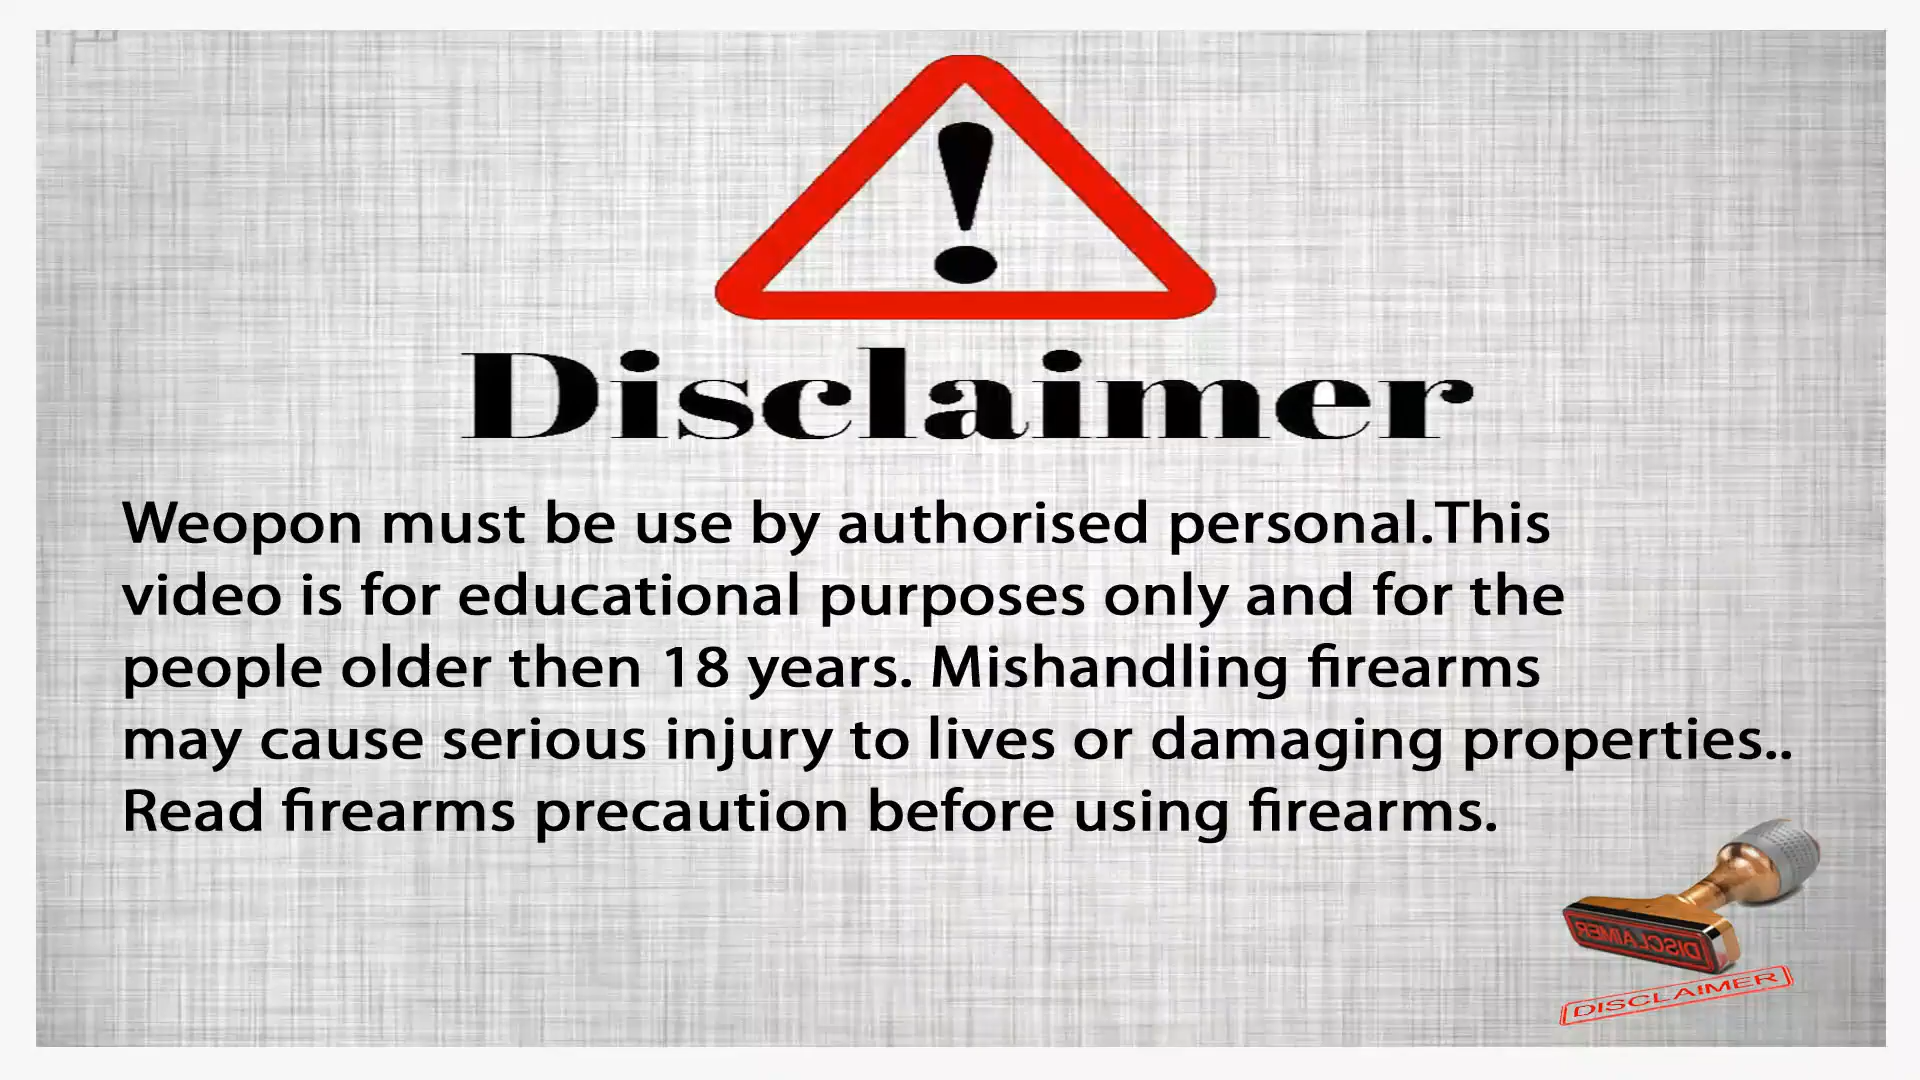 Disclaimer
Weopon must be use by authorised personal.This
video is for educational purposes only and for the
people older then 18 years. Mishandling firearms
may cause serious injury to lives or damaging properties..
Read firearms precaution before using firearms.
DISCLAIMER
DISCLAIMER